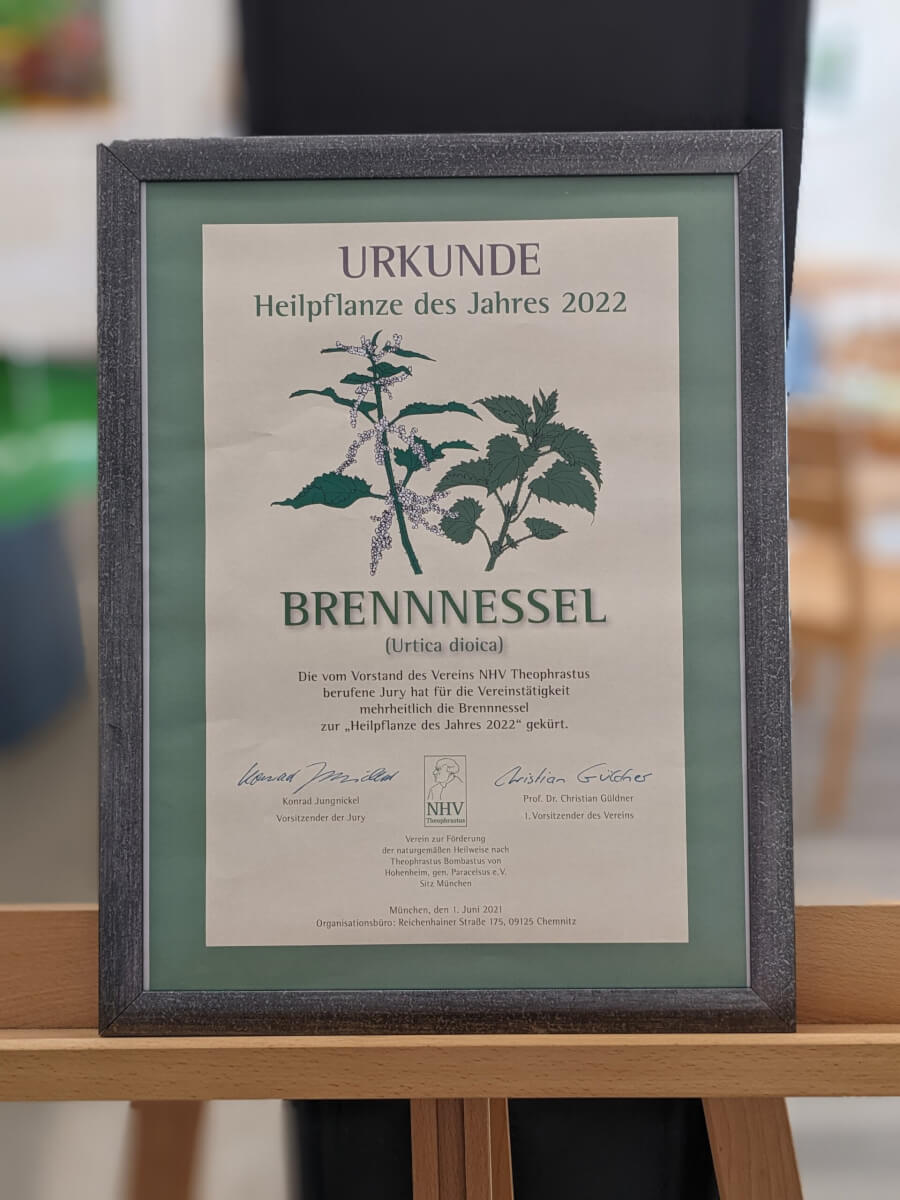 URKUNDE
Heilpflanze des Jahres 2022
BRENNNESSEL
(Urtica dioica)
Die vom Vorstand des Vereins NHV Theophrastus
berufene Jury hat für die Vereinstätigkeit
mehrheitlich die Brennnessel
zur „Heilpflanze des Jahres 2022“ gekürt.
Konrad Jungnickel
Vorsitzender der Jury
NHV
Theophrastus
Christian Güldner
Prof. Dr. Christian Güldner
1. Vorsitzender des Vereins
Verein zur Förderung
der naturgemäßen Heilweise nach
Theophrastus Bombastus von
Hohenheim, gen. Paracelsus e.V.
Sitz München
München, den 1. Juni 2021
Organisationsbüro: Reichenhainer Straße 175, 09125 Chemnitz